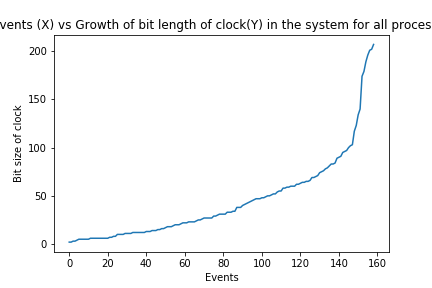 vents (X) vs Growth of bit length of clock(Y) in the system for all proces
200
150
100
50
0
Bit size of clock
0 20 40 60 80 100 120 140 160
Events